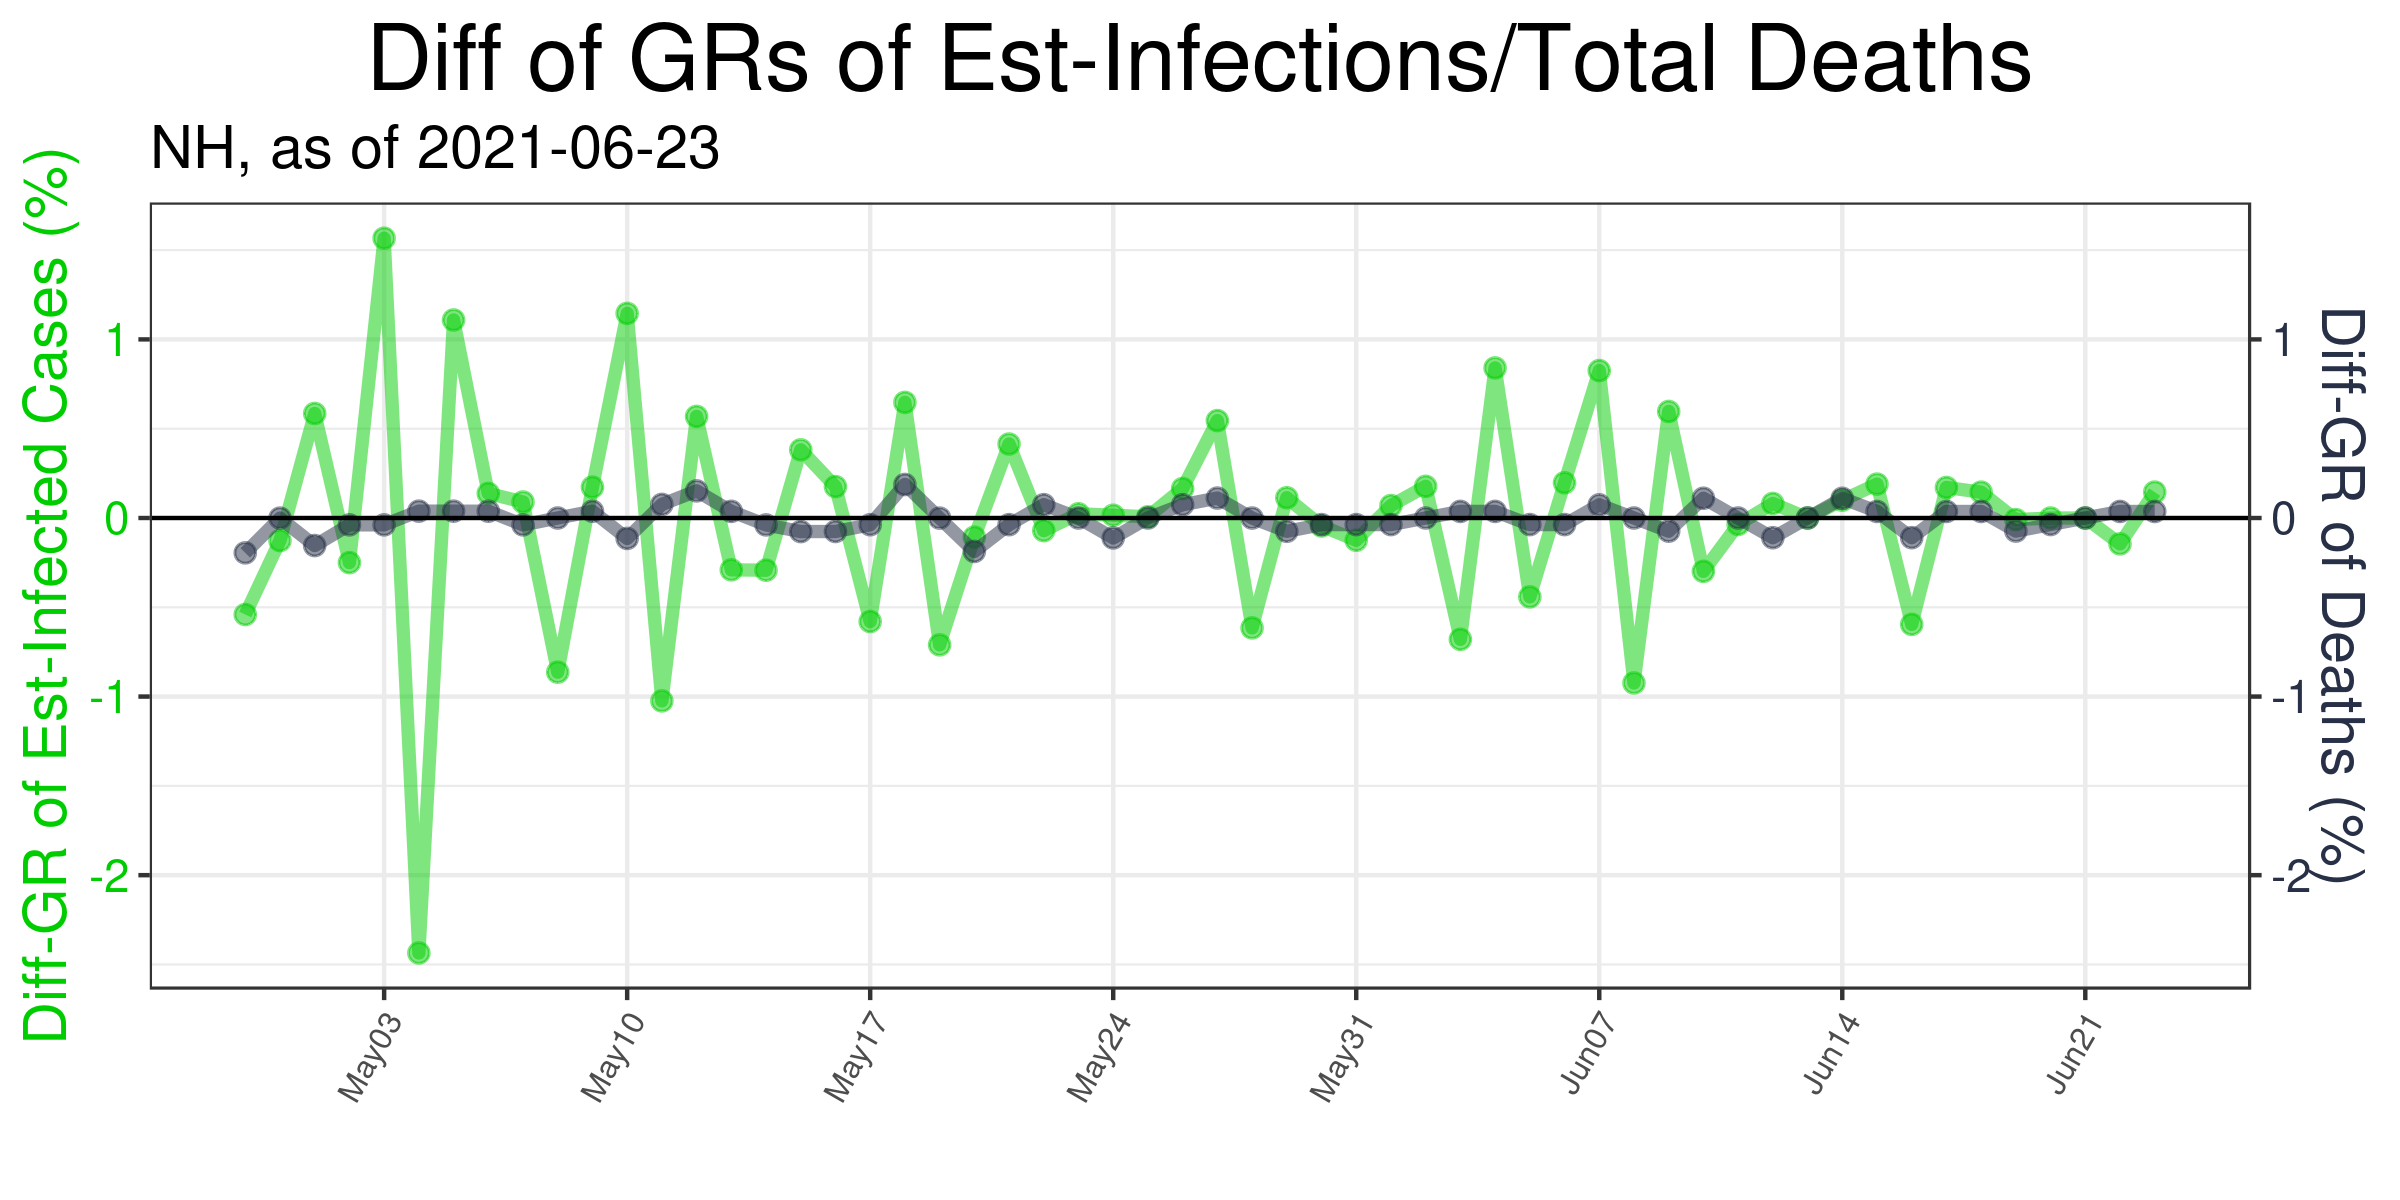 Diff of GRs of Est-Infections/Total Deaths
NH, as of 2021-06-23
Diff-GR of Est-Infected Cases (%)
1
0
-1
-2
1
0
-1
-2
Diff-GR of Deaths (%)
May03
May10
May17
May24
May31
Jun07
Jun14
Jun21